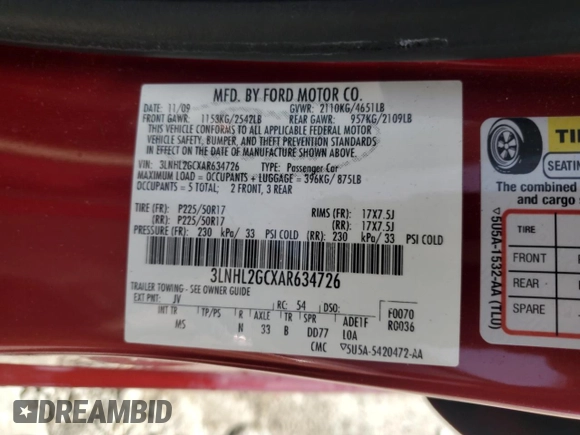 MFD. BY FORD MOTOR CO.
DATE: 11/09 GVWR: 2110KG/4651LB
FRONT GAWR: 1153KG/2542LB REAR GAWR: 957KG/2109LB
THIS VEHICLE CONFORMS TO ALL APPLICABLE FEDERAL MOTOR
VEHICLE SAFETY, BUMPER, AND THEFT PREVENTION STANDARDS
IN EFFECT ON THE DATE OF MANUFACTURE SHOWN ABOVE.
VIN: 3LNHL2GCXAR634726 TYPE: Passenger Car
MAXIMUM LOAD = OCCUPANTS + LUGGAGE = 396KG/ 875LB
OCCUPANTS = 5 TOTAL; 2 FRONT, 3 REAR
TIRE (FR): P225/50R17 RIMS (FR): 17X7.5J
(RR): P225/50R17 (RR): 17X7.5J
PRESSURE (FR): 230 kPa/ 33 PSI COLD (RR): 230 kPa/ 33 PSI COLD
3LNHL2GCXAR634726
TRAILER TOWING- SEE OWNER GUIDE
EXT PNT: JV RC: 54 DSO: F0070
INT TR TP/PS R AXLE TR SPR ADE1F R0036
MS N 33 B DD77 LOA
CMC ▽5U5A-5420472-AA
▽5U5A-1532-AA (TLU)
TIR
SEATING
The combined
and cargo
TIRE
FRONT
REAR
SPARE
DREAMBID